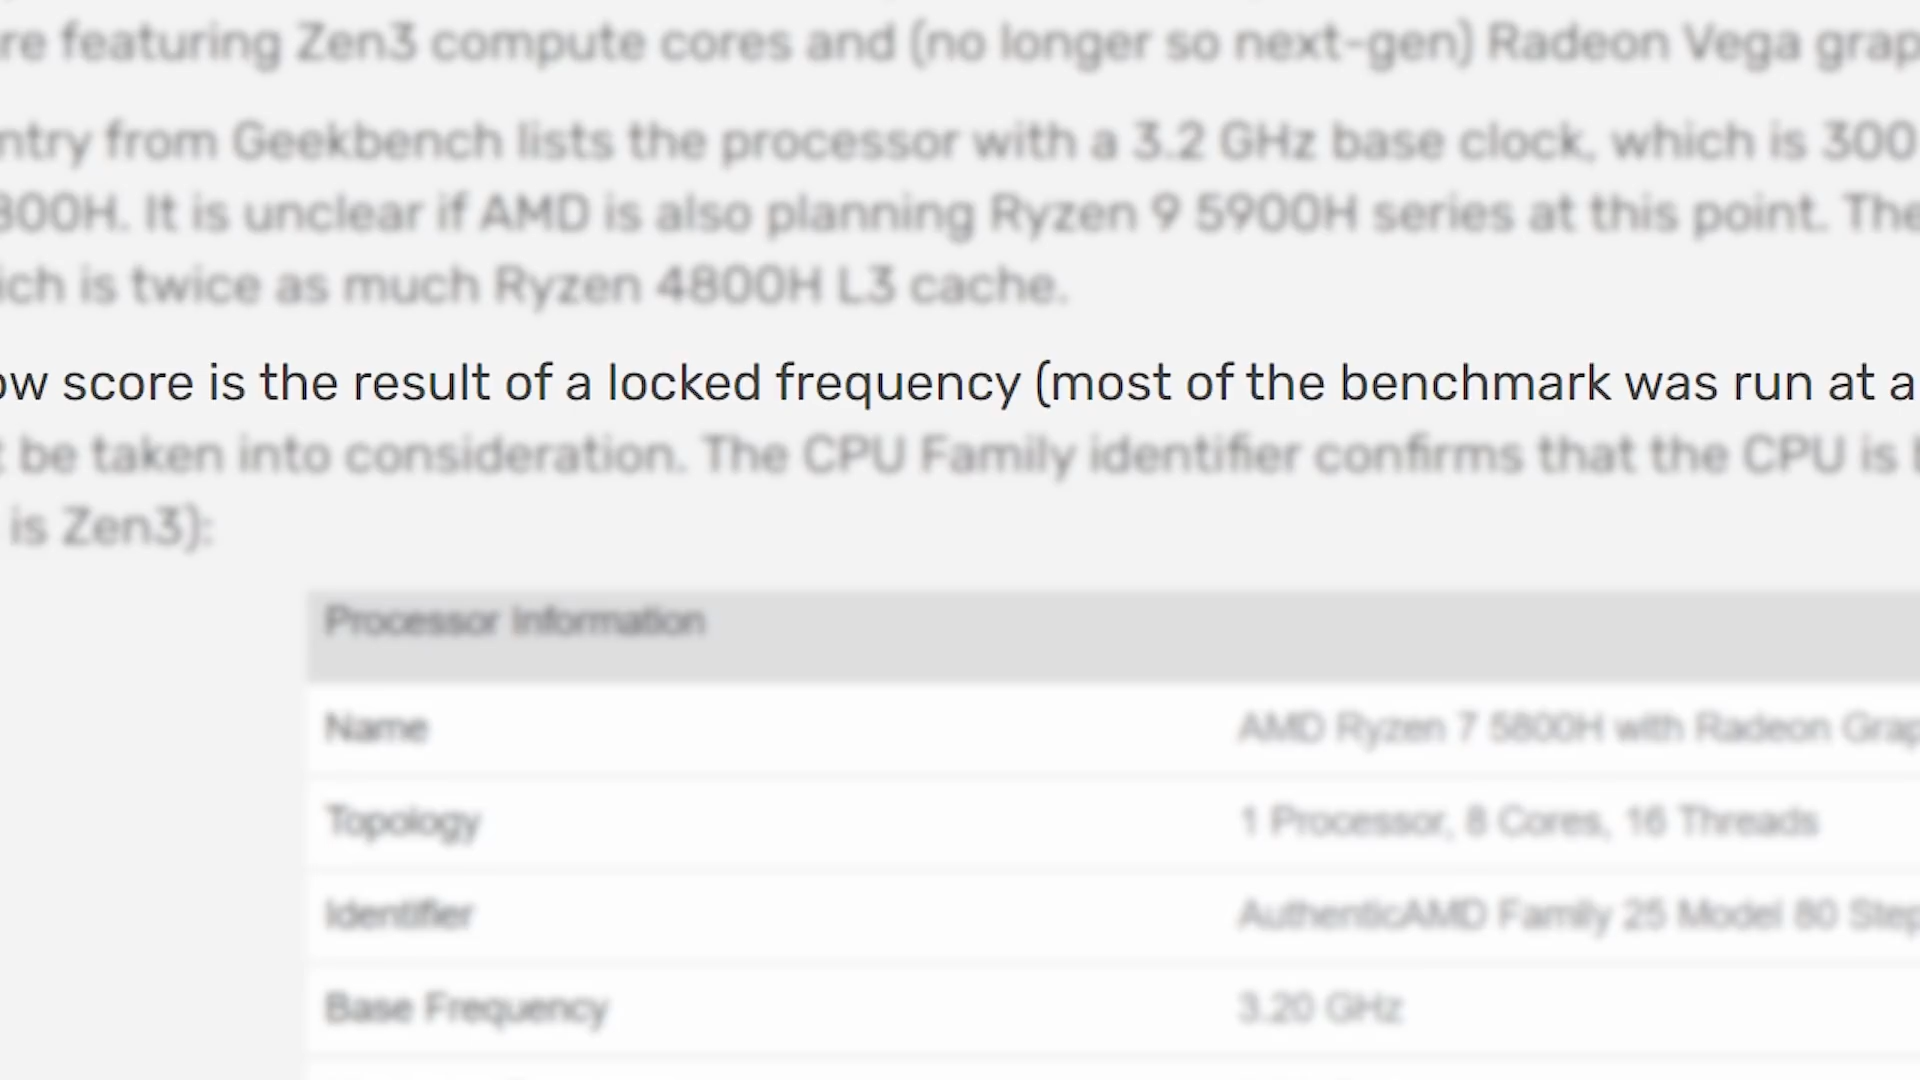 re featuring Zen3 compute cores and (no longer so next-gen) Radeon Vega grap
ntry from Geekbench lists the processor with a 3.2 GHz base clock, which is 300
800H. It is unclear if AMD is also planning Ryzen 9 5900H series at this point. The
ich is twice as much Ryzen 4800H L3 cache.
ow score is the result of a locked frequency (most of the benchmark was run at a
t be taken into consideration. The CPU Family identifier confirms that the CPU is b
is Zen3):
Processor Information
Name AMD Ryzen 7 5800H with Radeon Grap
Topology 1 Processor, 8 Cores, 16 Threads
Identifier AuthenticAMD Family 25 Model 80 Step
Base Frequency 3.20 GHz